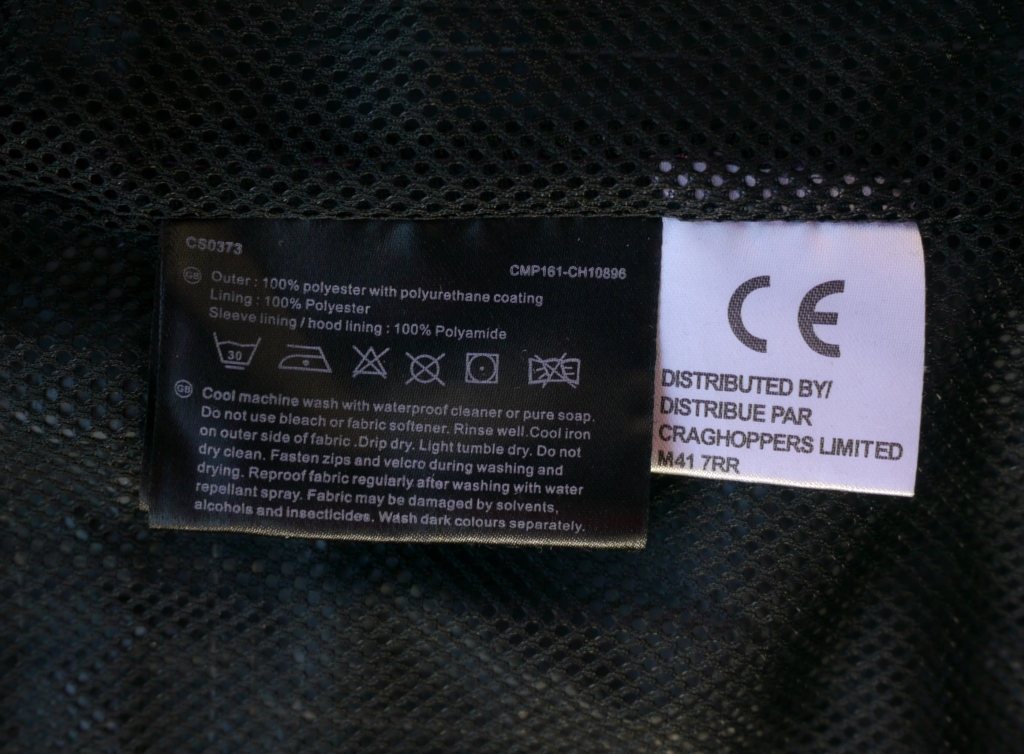 CS0373
CMP161-CH10896
GB Outer : 100% polyester with polyurethane coating
Lining : 100% Polyester
Sleeve lining / hood lining : 100% Polyamide
30
GB Cool machine wash with waterproof cleaner or pure soap.
Do not use bleach or fabric softener. Rinse well.Cool iron
on outer side of fabric .Drip dry. Light tumble dry. Do not
dry clean. Fasten zips and velcro during washing and
drying. Reproof fabric regularly after washing with water
repellant spray. Fabric may be damaged by solvents,
alcohols and insecticides. Wash dark colours separately.
CE
DISTRIBUTED BY/
DISTRIBUE PAR
CRAGHOPPERS LIMITED
M41 7RR